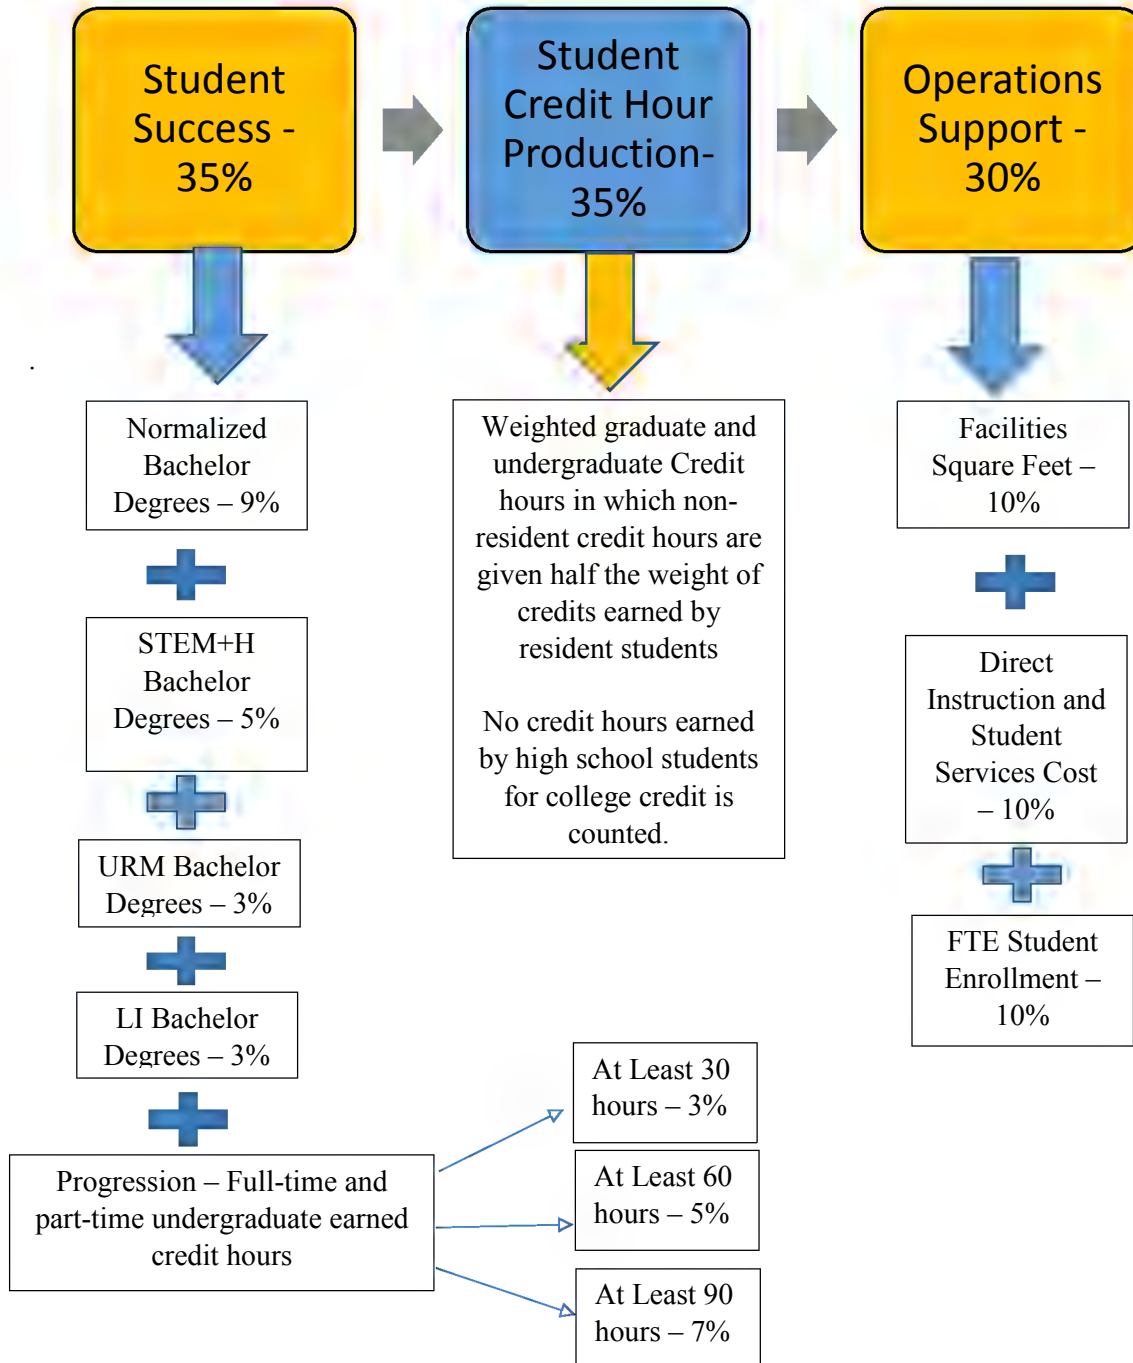 Student
Success -
35%
Student
Credit Hour
Production-
35%
Operations
Support -
30%
.
Normalized
Bachelor
Degrees – 9%
STEM+H
Bachelor
Degrees – 5%
URM Bachelor
Degrees – 3%
LI Bachelor
Degrees – 3%
Progression – Full-time and
part-time undergraduate earned
credit hours
At Least 30
hours – 3%
At Least 60
hours – 5%
At Least 90
hours – 7%
Weighted graduate and
undergraduate Credit
hours in which non-
resident credit hours are
given half the weight of
credits earned by
resident students
No credit hours earned
by high school students
for college credit is
counted.
Facilities
Square Feet –
10%
Direct
Instruction and
Student
Services Cost
– 10%
FTE Student
Enrollment –
10%